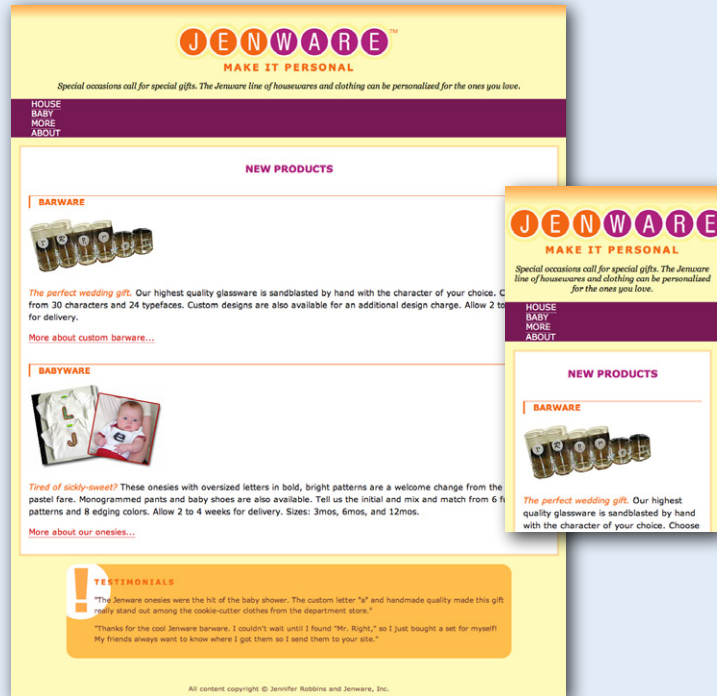 JENWARE™
MAKE IT PERSONAL
Special occasions call for special gifts. The Jenware line of housewares and clothing can be personalized for the ones you love.
HOUSE
BABY
MORE
ABOUT
NEW PRODUCTS
BARWARE
The perfect wedding gift. Our highest quality glassware is sandblasted by hand with the character of your choice.
from 30 characters and 24 typefaces. Custom designs are also available for an additional design charge. Allow 2 to
for delivery.
More about custom barware...
BABYWARE
L
J
e
Tired of sickly-sweet? These onesies with oversized letters in bold, bright patterns are a welcome change from the
pastel fare. Monogrammed pants and baby shoes are also available. Tell us the initial and mix and match from 6
patterns and 8 edging colors. Allow 2 to 4 weeks for delivery. Sizes: 3mos, 6mos, and 12mos.
More about our onesies...
!
TESTIMONIALS
"The Jenware onesies were the hit of the baby shower. The custom letter "a" and handmade quality made this gift
really stand out among the cookie-cutter clothes from the department store."
"Thanks for the cool Jenware barware. I couldn't wait until I found "Mr. Right," so I just bought a set for myself!
My friends always want to know where I got them so I send them to your site."
All content copyright © Jennifer Robbins and Jenware, Inc.
JENWARE
MAKE IT PERSONAL
Special occasions call for special gifts. The Jenware
line of housewares and clothing can be personalized
for the ones you love.
HOUSE
BABY
MORE
ABOUT
NEW PRODUCTS
BARWARE
The perfect wedding gift. Our highest
quality glassware is sandblasted by hand
with the character of your choice. Choose